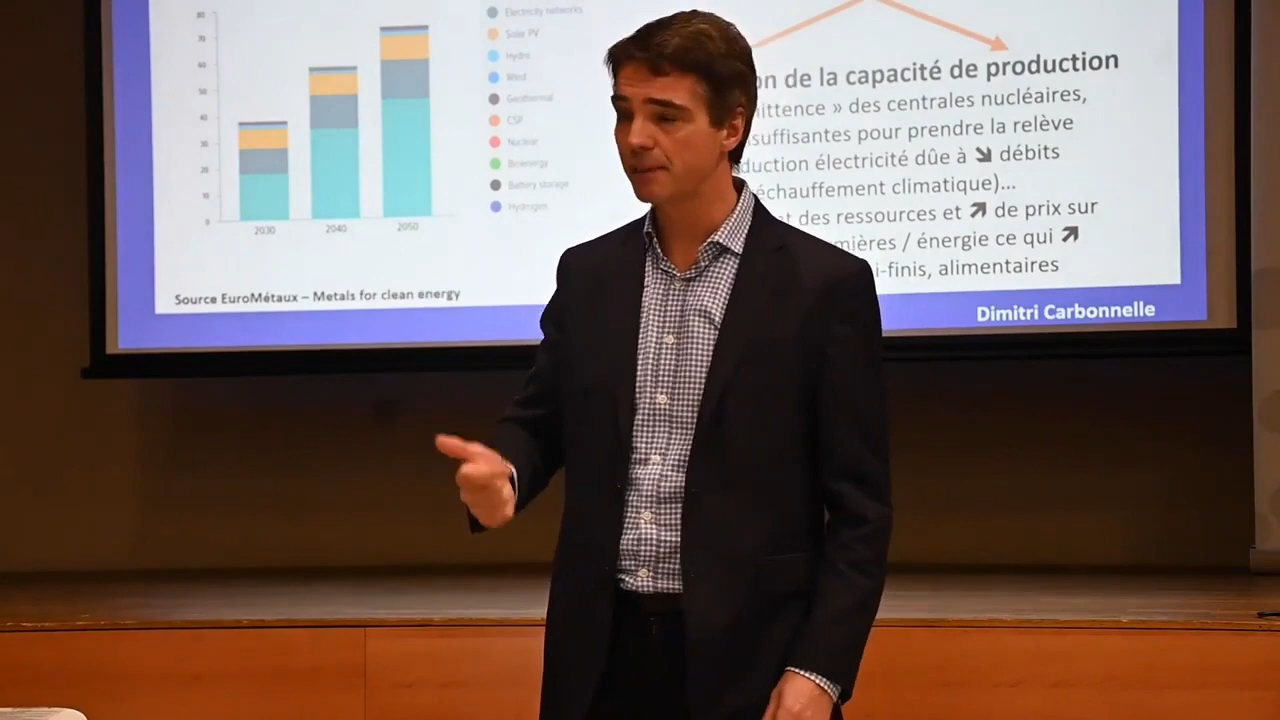 80
70
60
50
40
30
20
10
0
2030
2040
2050
Electricity networks
Solar PV
Hydro
Wind
Geothermal
CSP
Nuclear
Bioenergy
Battery storage
Hydrogen
Source EuroMétaux – Metals for clean energy
on de la capacité de production
mittence » des centrales nucléaires,
suffisantes pour prendre la relève
duction électricité dûe à ↘ débits
échauffement climatique)...
t des ressources et ↗ de prix sur
mières / énergie ce qui ↗
i-finis, alimentaires
Dimitri Carbonnelle